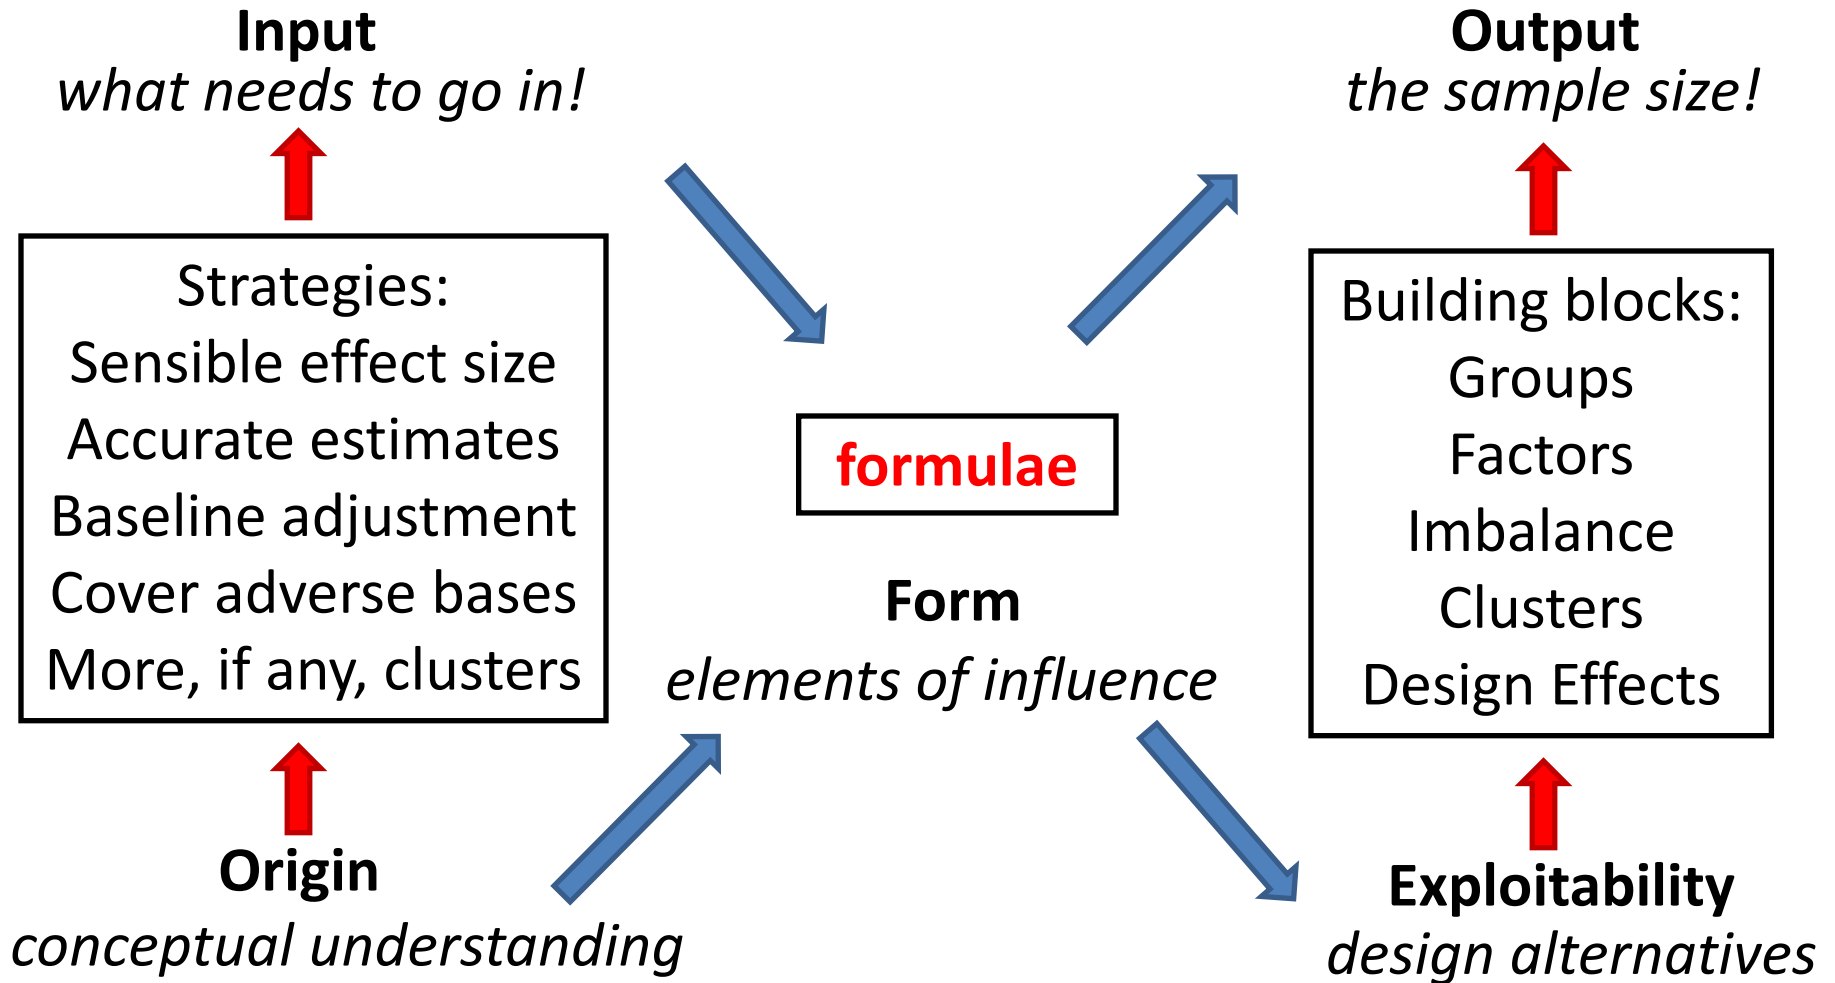 Input
what needs to go in!
Output
the sample size!
Strategies:
Sensible effect size
Accurate estimates
Baseline adjustment
Cover adverse bases
More, if any, clusters
formulae
Form
elements of influence
Building blocks:
Groups
Factors
Imbalance
Clusters
Design Effects
Origin
conceptual understanding
Exploitability
design alternatives